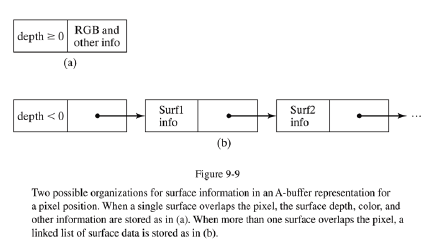 depth ≥ 0
RGB and
other info
(a)
depth < 0
Surf1
info
Surf2
info
...
(b)
Figure 9-9
Two possible organizations for surface information in an A-buffer representation for
a pixel position. When a single surface overlaps the pixel, the surface depth, color, and
other information are stored as in (a). When more than one surface overlaps the pixel, a
linked list of surface data is stored as in (b).